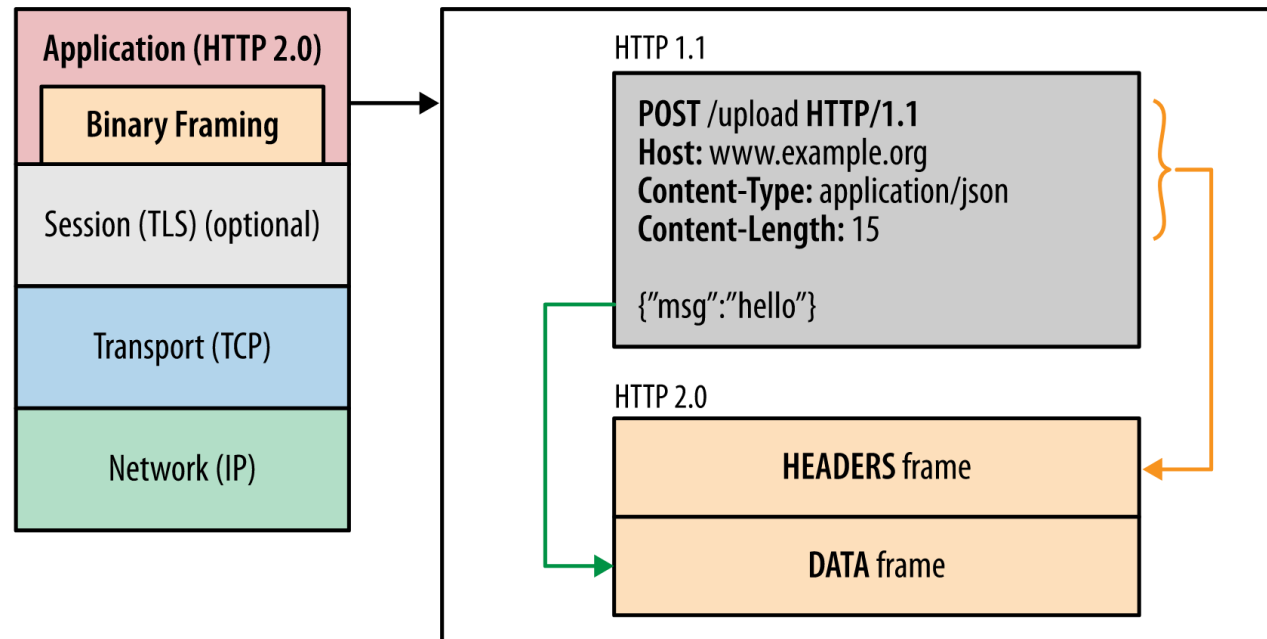 Application (HTTP 2.0)
Binary Framing
Session (TLS) (optional)
Transport (TCP)
Network (IP)
HTTP 1.1
POST /upload HTTP/1.1
Host: www.example.org
Content-Type: application/json
Content-Length: 15
{”msg”:”hello”}
HTTP 2.0
HEADERS frame
DATA frame